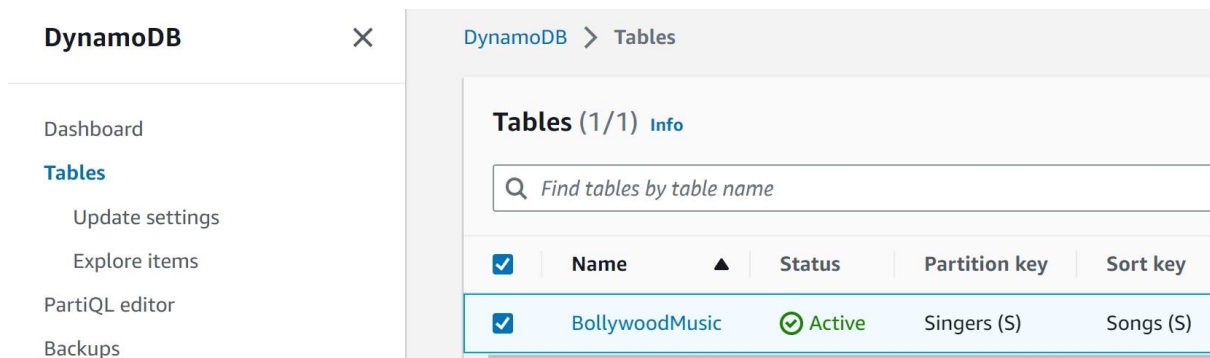 DynamoDB
Dashboard
Tables
Update settings
Explore items
PartiQL editor
Backups
DynamoDB > Tables
Tables (1/1) Info
Find tables by table name
Name Status Partition key Sort key
BollywoodMusic Active Singers (S) Songs (S)